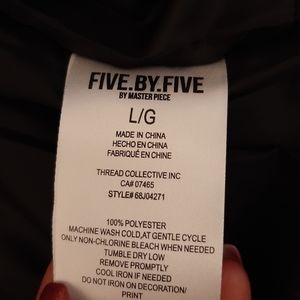 FIVE.BY.FIVE
BY MASTER PIECE
L/G
MADE IN CHINA
HECHO EN CHINA
FABRIQUÉ EN CHINE
THREAD COLLECTIVE INC
CA# 07465
STYLE# 68J04271
100% POLYESTER
MACHINE WASH COLD, AT GENTLE CYCLE
ONLY NON-CHLORINE BLEACH WHEN NEEDED
TUMBLE DRY LOW
REMOVE PROMPTLY
COOL IRON IF NEEDED
DO NOT IRON ON DECORATION/
PRINT